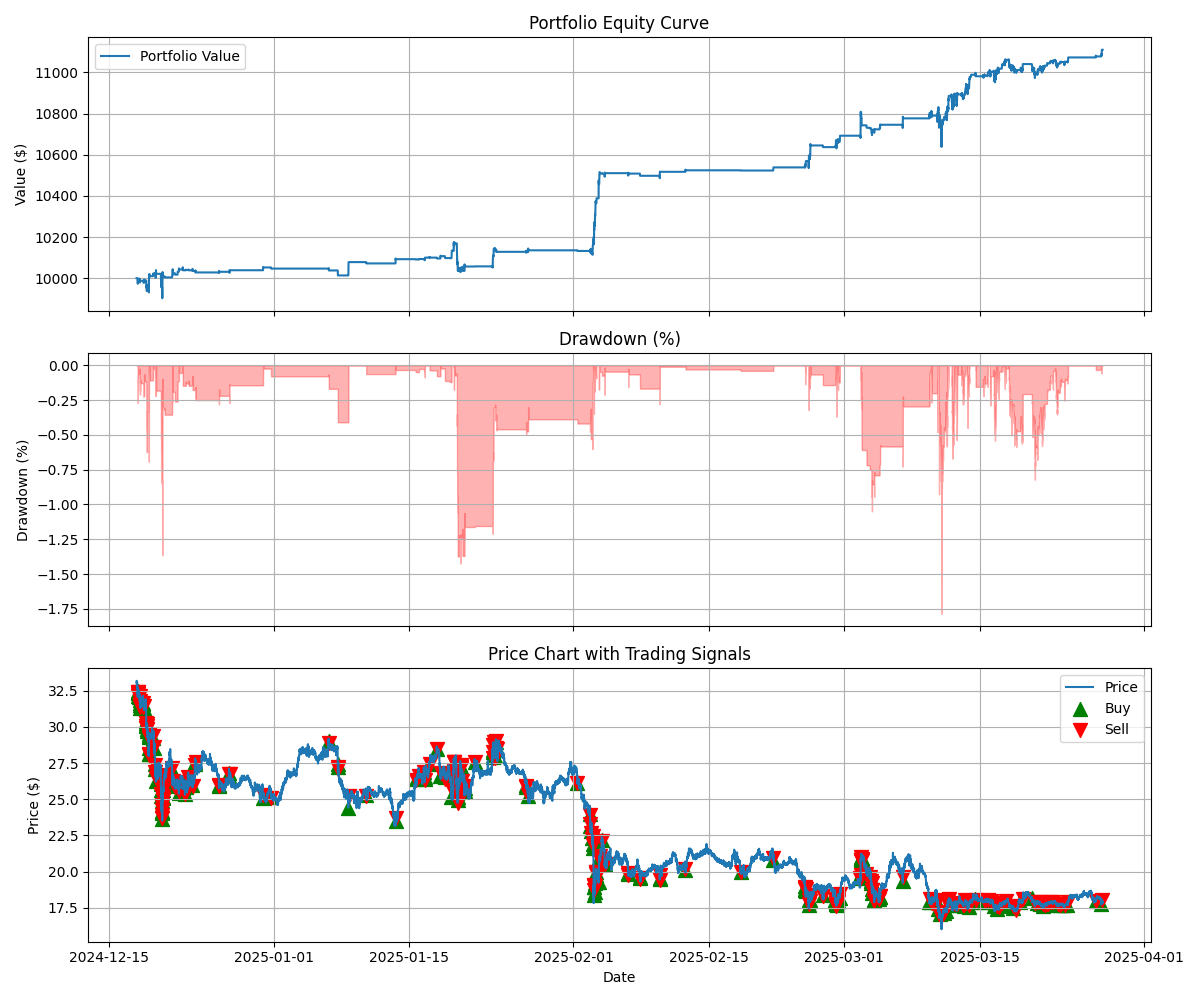 Portfolio Equity Curve
Portfolio Value
Value ($)
11000
10800
10600
10400
10200
10000
Drawdown (%)
Drawdown (%)
0.00
−0.25
−0.50
−0.75
−1.00
−1.25
−1.50
−1.75
Price Chart with Trading Signals
Price
Buy
Sell
Price ($)
32.5
30.0
27.5
25.0
22.5
20.0
17.5
2024-12-15
2025-01-01
2025-01-15
2025-02-01
2025-02-15
2025-03-01
2025-03-15
2025-04-01
Date